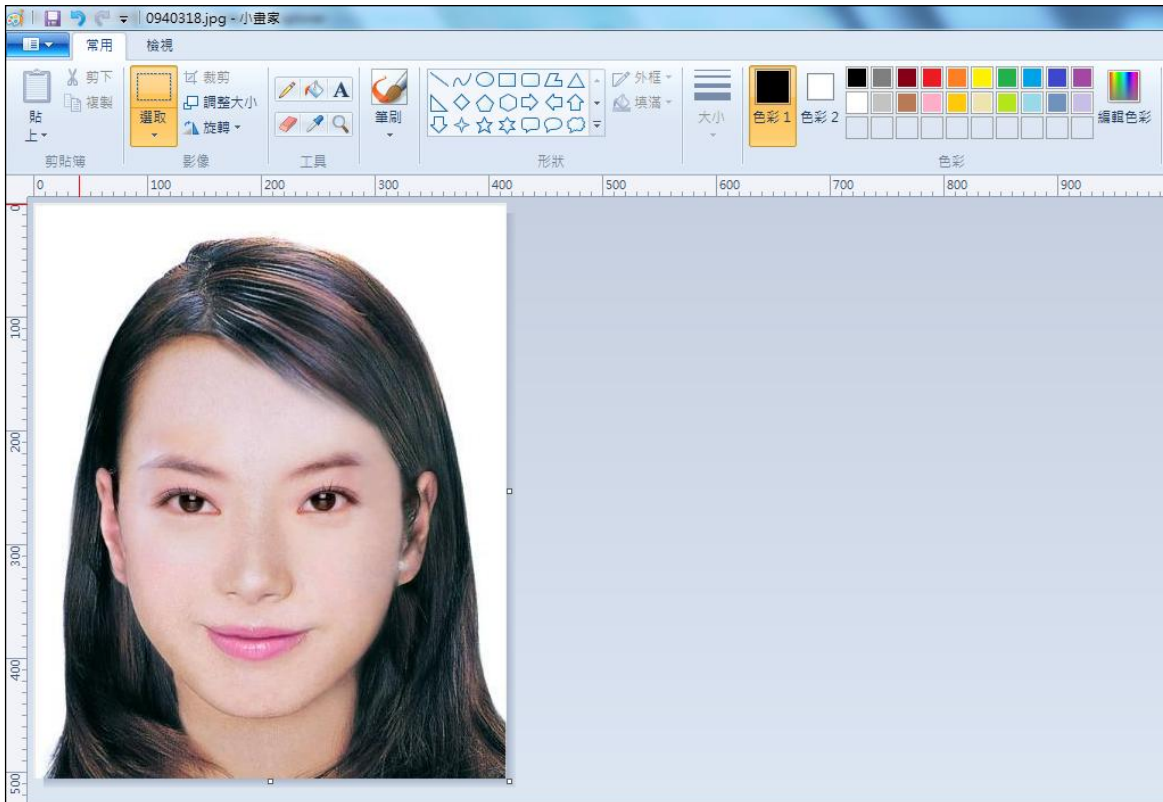 0940318.jpg - 小畫家
常用 檢視
剪下 裁剪 外框
複製 調整大小 A 填滿
貼上 選取 旋轉 筆刷 大小 色彩 1 色彩 2 編輯色彩
剪貼簿 影像 工具 形狀 色彩
0 100 200 300 400 500 600 700 800 900
0
100
200
300
400
500